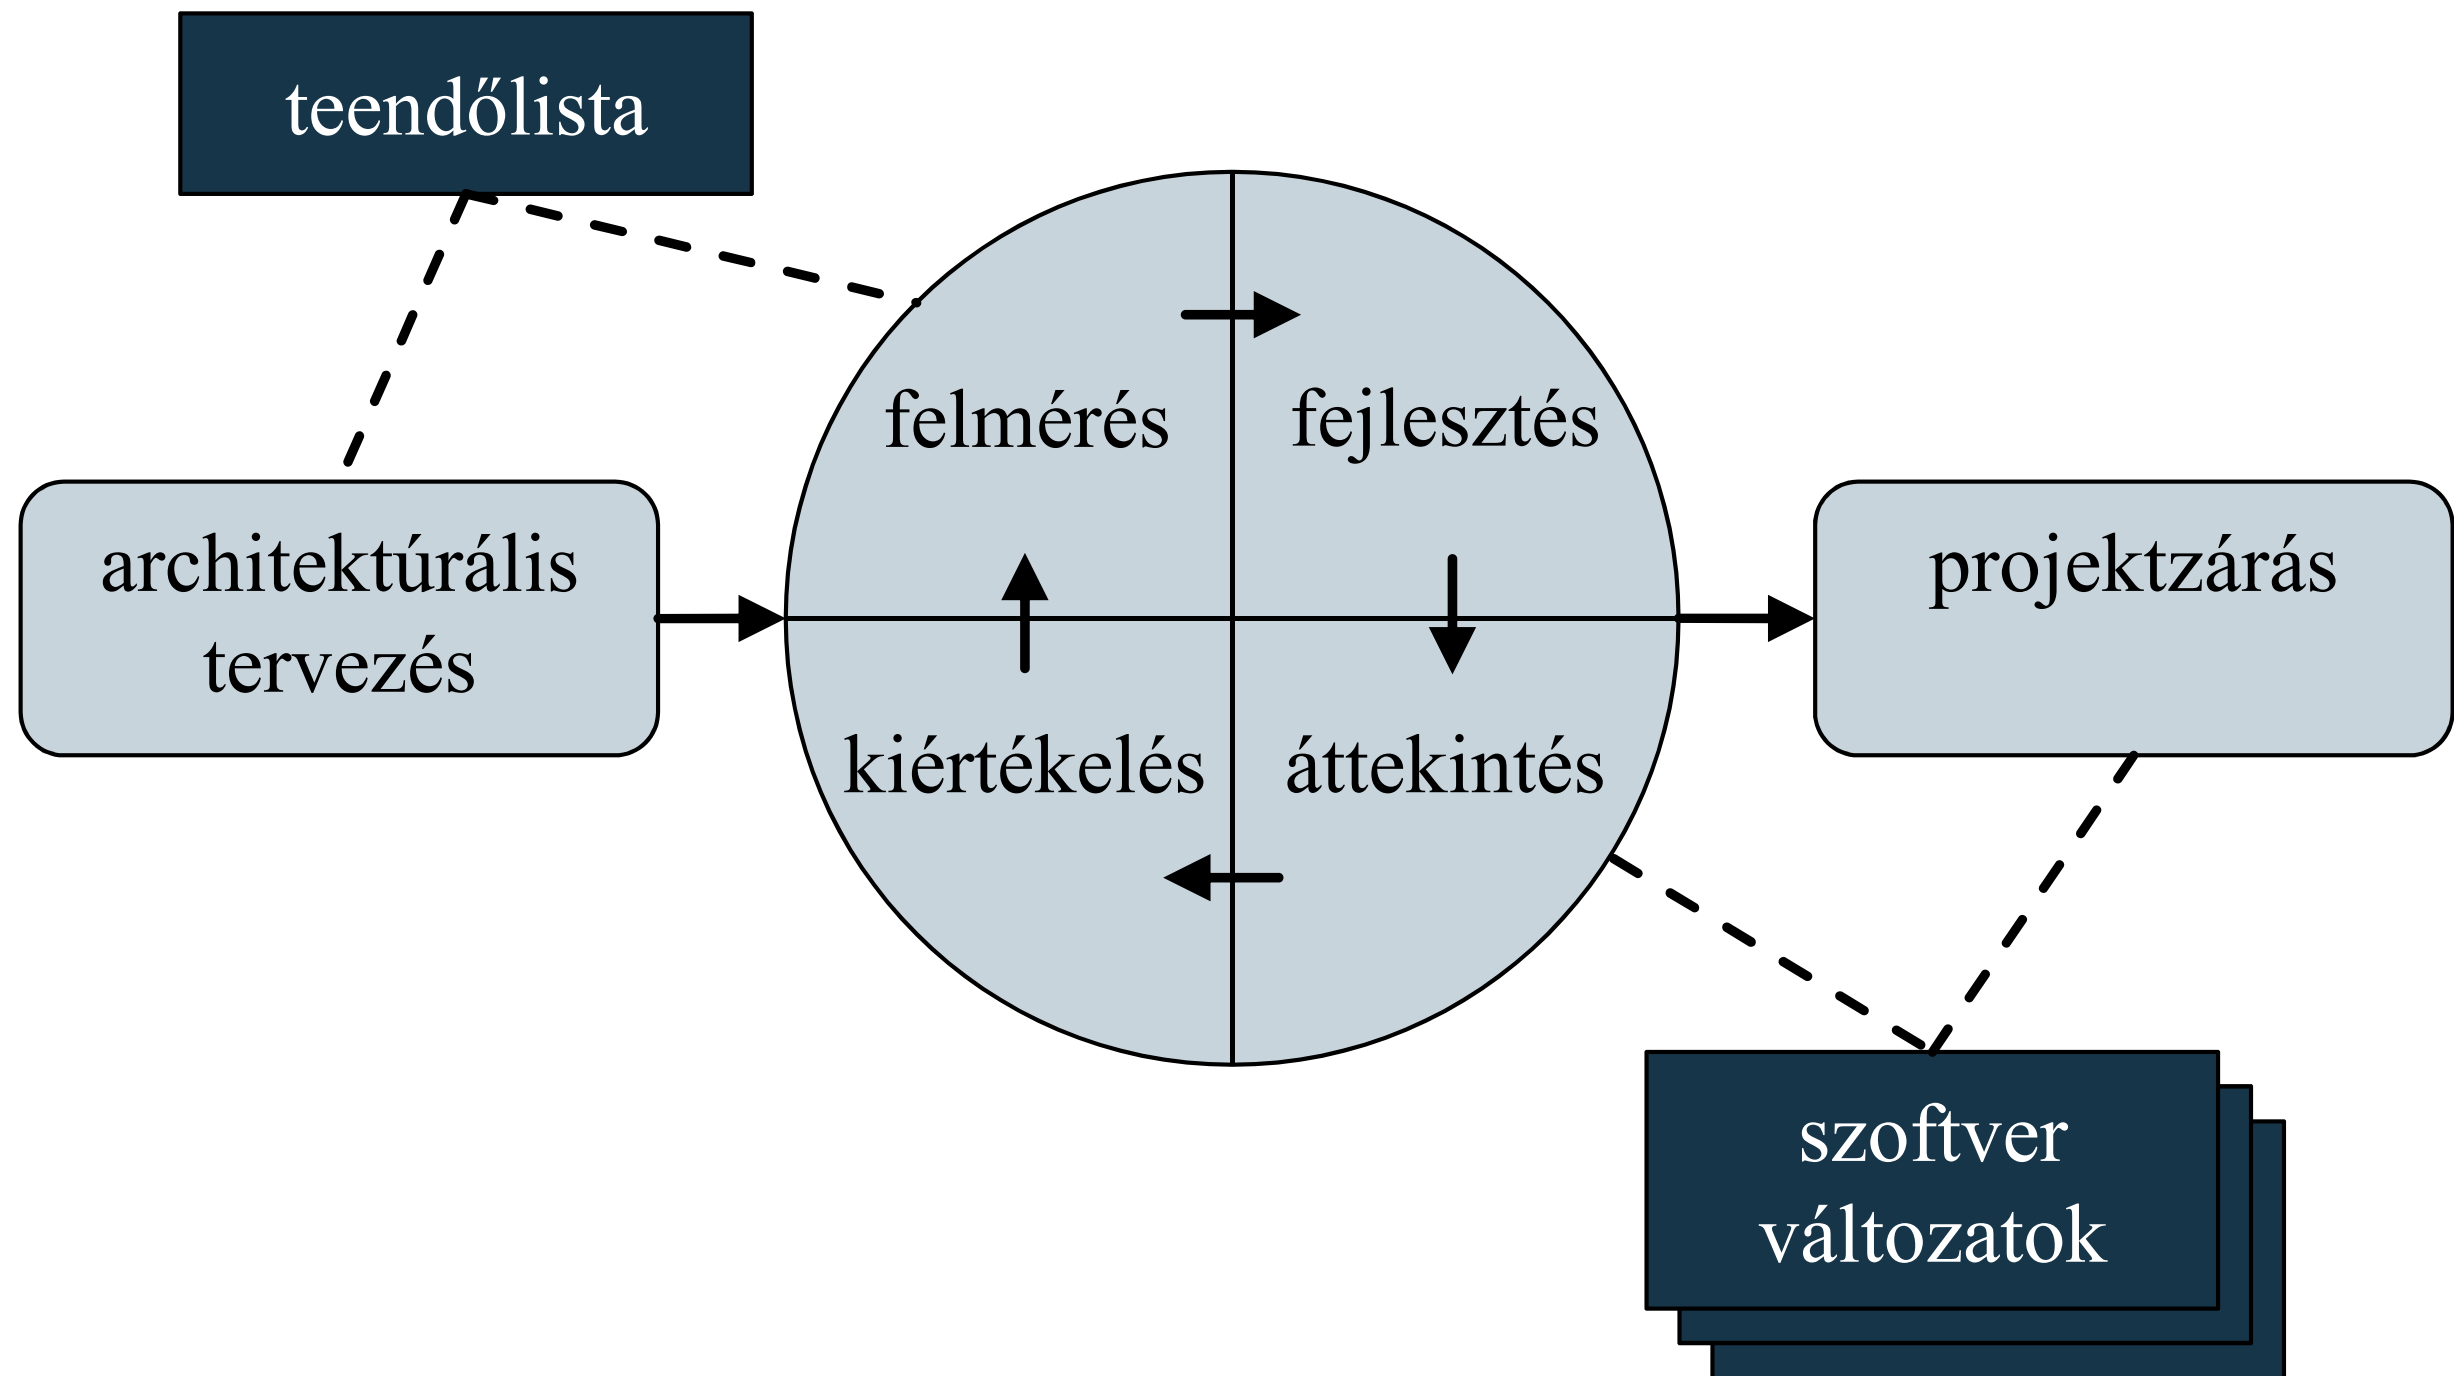 teendőlista
felmérés
fejlesztés
architektúrális
tervezés
projektzárás
kiértékelés
áttekintés
szoftver
változatok